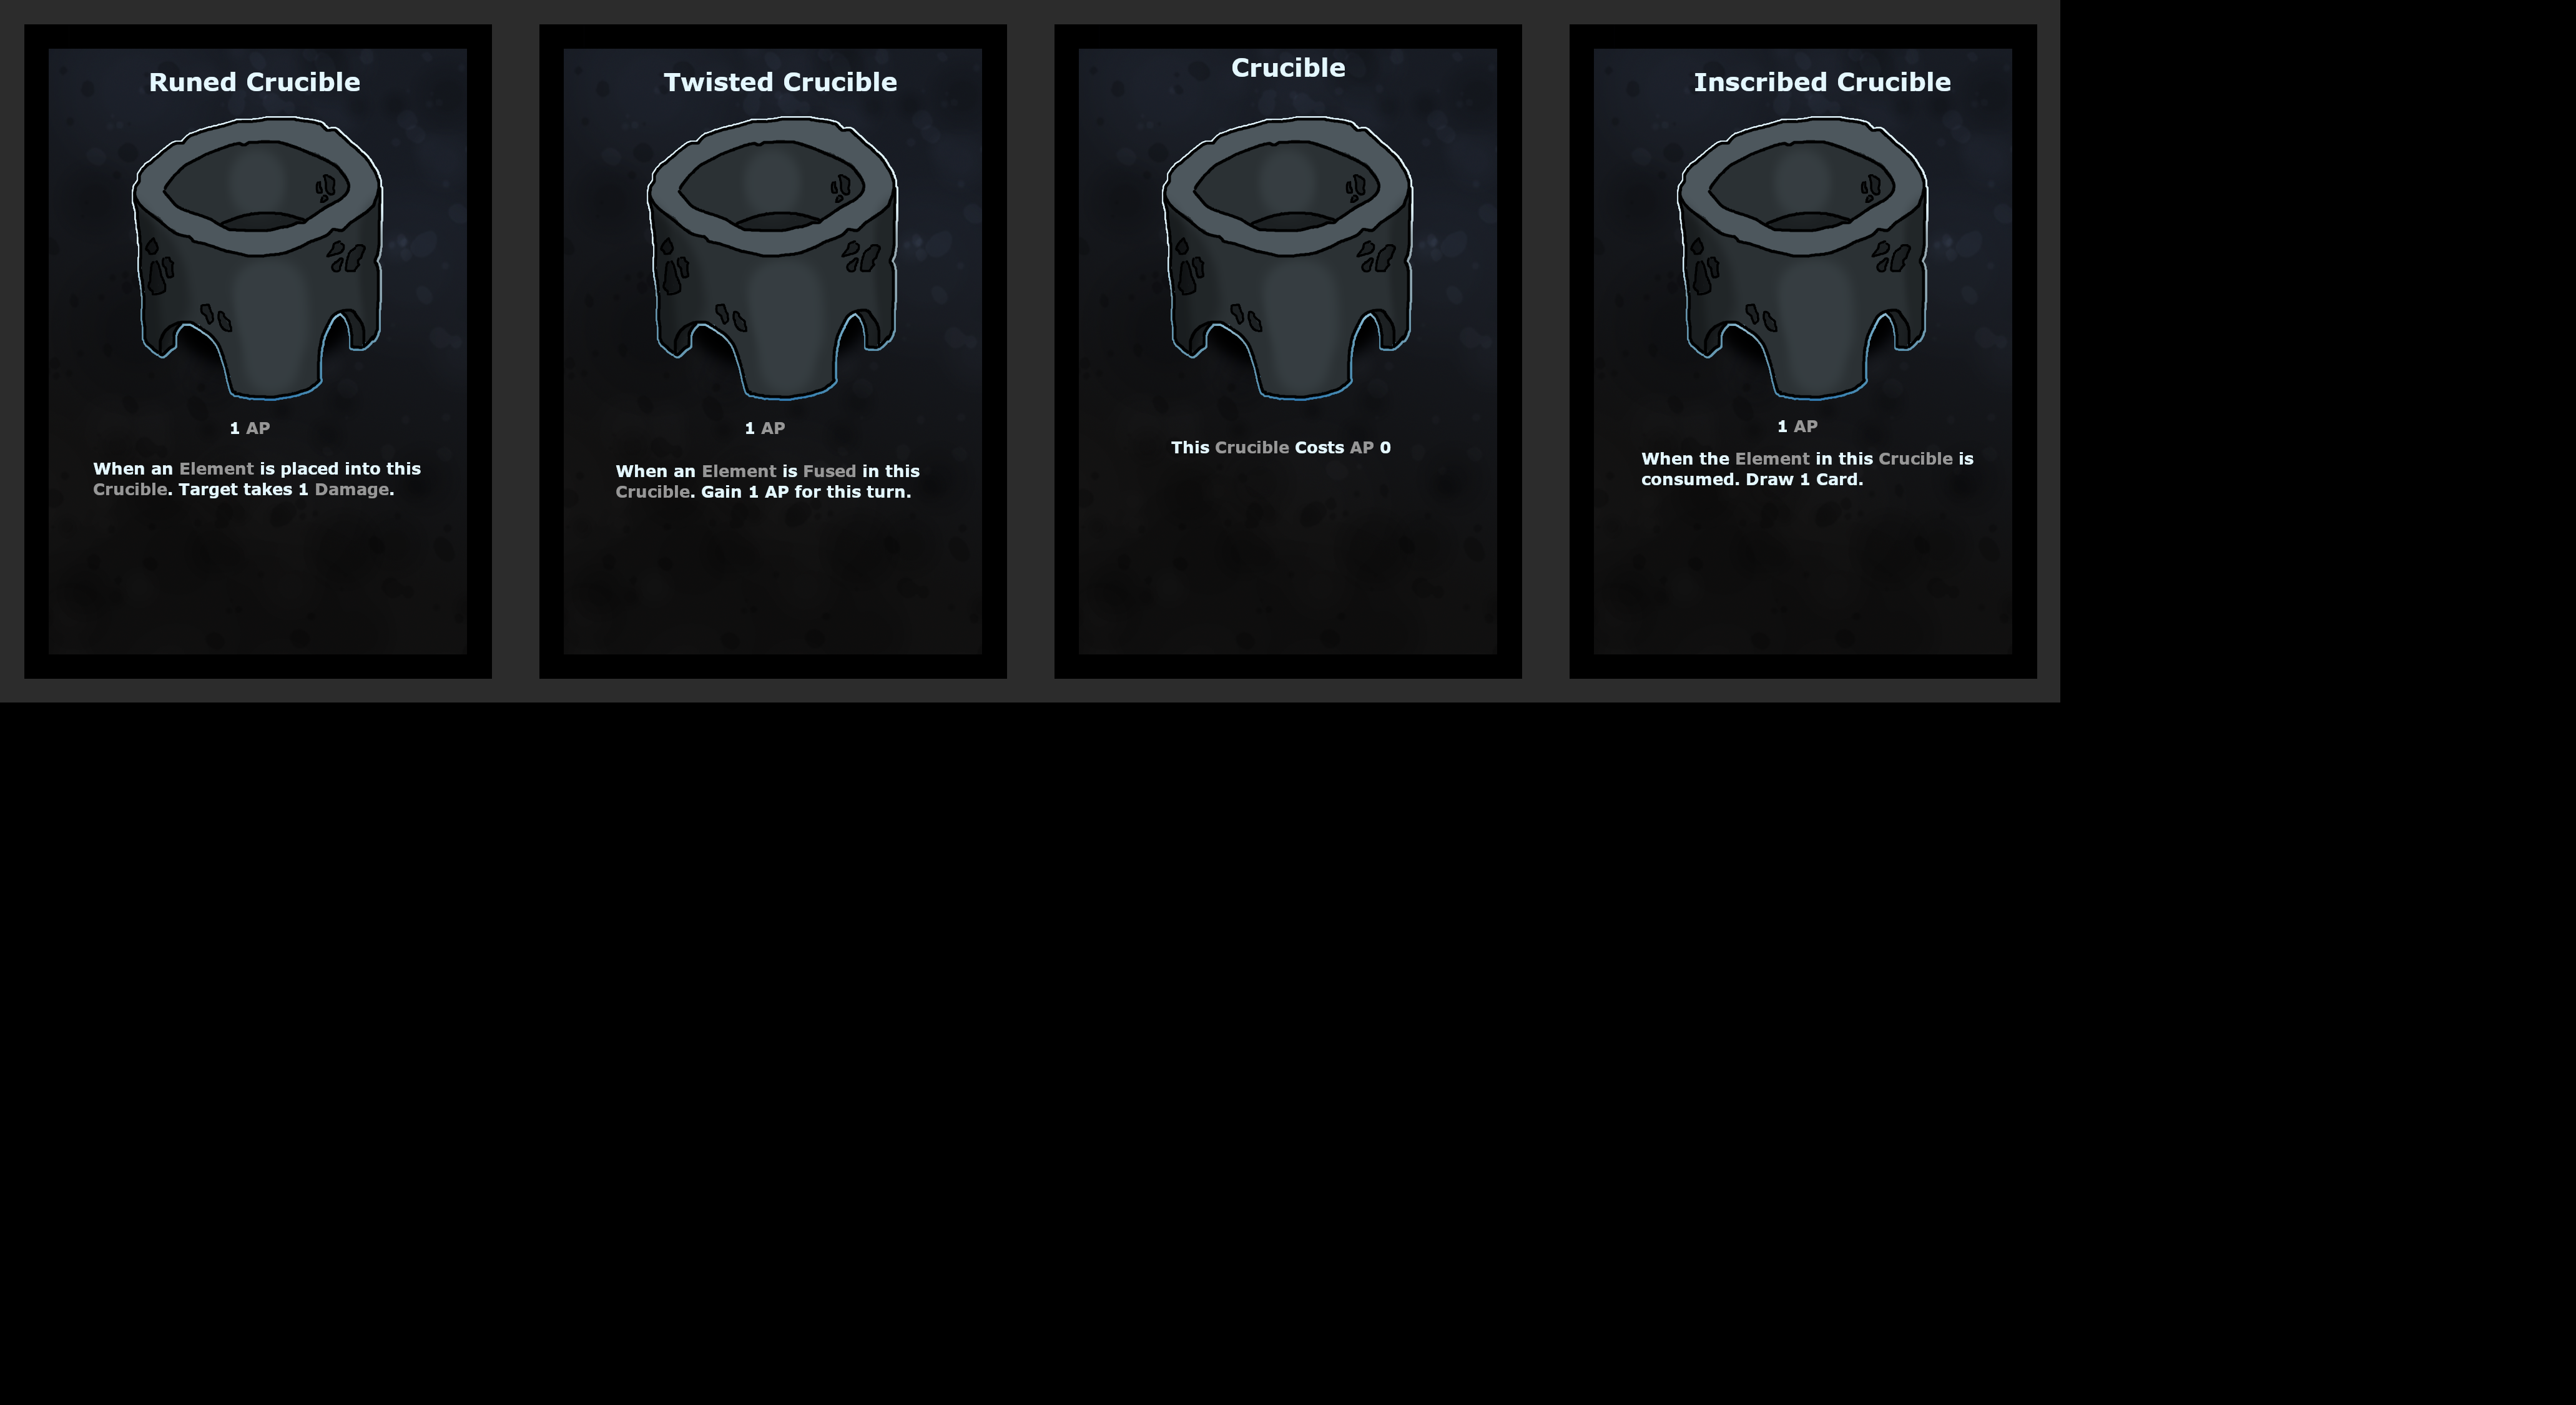 Runed Crucible
1 AP
When an Element is placed into this
Crucible. Target takes 1 Damage.
Twisted Crucible
1 AP
When an Element is Fused in this
Crucible. Gain 1 AP for this turn.
Crucible
This Crucible Costs AP 0
Inscribed Crucible
1 AP
When the Element in this Crucible is
consumed. Draw 1 Card.